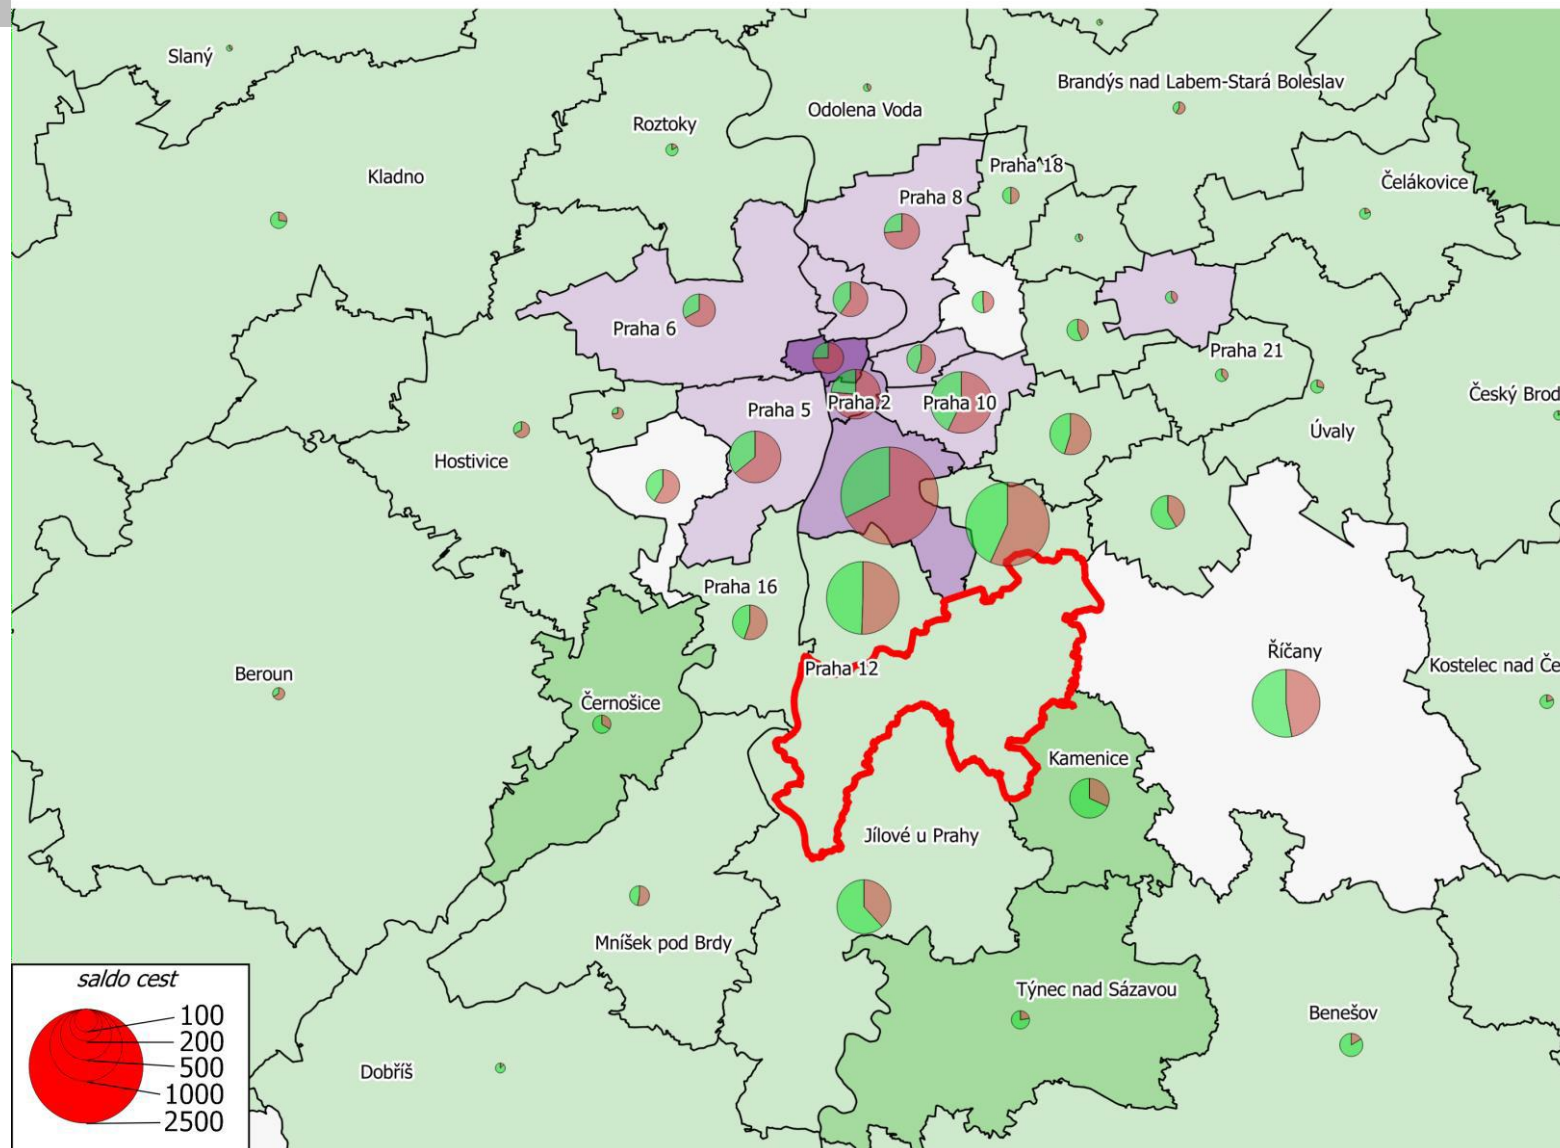 Slaný
Brandýs nad Labem-Stará Boleslav
Odolena Voda
Roztoky
Praha 18
Kladno
Čelákovice
Praha 8
Praha 6
Praha 21
Český Brod
Praha 5
Praha 2
Praha 10
Úvaly
Hostivice
Praha 16
Říčany
Kostelec nad Če
Beroun
Praha 12
Černošice
Kamenice
Jílové u Prahy
Mníšek pod Brdy
Týnec nad Sázavou
Benešov
Dobříš
saldo cest
100
200
500
1000
2500